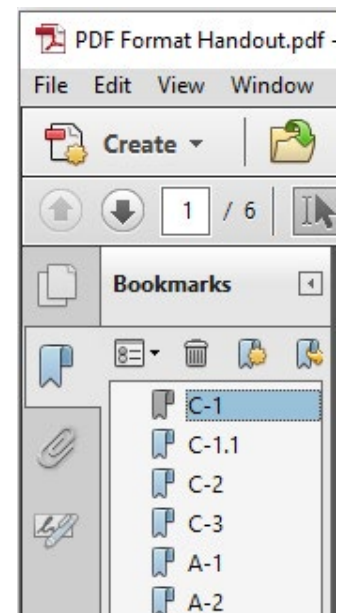 PDF Format Handout.pdf -
File Edit View Window
Create
1 / 6
Bookmarks
C-1
C-1.1
C-2
C-3
A-1
A-2